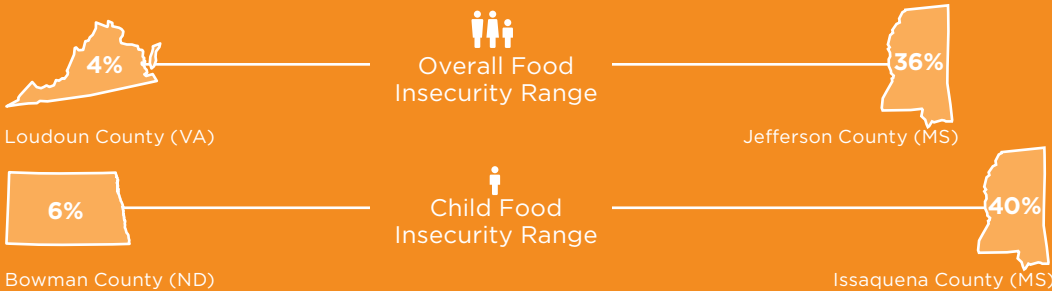 4%
Overall Food
Insecurity Range
36%
Loudoun County (VA)
Jefferson County (MS)
6%
Child Food
Insecurity Range
40%
Bowman County (ND)
Issaquena County (MS)